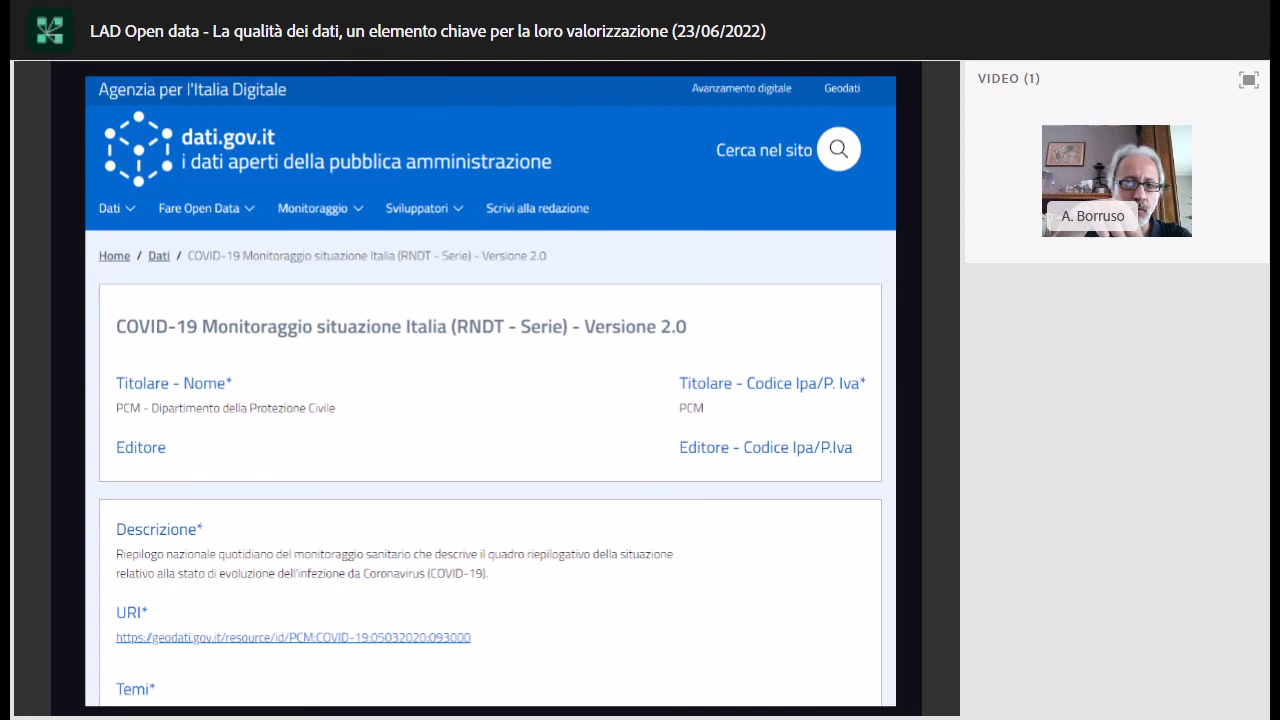 LAD Open data - La qualità dei dati, un elemento chiave per la loro valorizzazione (23/06/2022)
Agenzia per l'Italia Digitale
Avanzamento digitale
Geodati
dati.gov.it
i dati aperti della pubblica amministrazione
Cerca nel sito
Dati
Fare Open Data
Monitoraggio
Sviluppatori
Scrivi alla redazione
Home / Dati / COVID-19 Monitoraggio situazione Italia (RNDT - Serie) - Versione 2.0
COVID-19 Monitoraggio situazione Italia (RNDT - Serie) - Versione 2.0
Titolare - Nome*
PCM - Dipartimento della Protezione Civile
Titolare - Codice Ipa/P. Iva*
PCM
Editore
Editore - Codice Ipa/P.Iva
Descrizione*
Riepilogo nazionale quotidiano del monitoraggio sanitario che descrive il quadro riepilogativo della situazione
relativo alla stato di evoluzione dell'infezione da Coronavirus (COVID-19).
URI*
https://geodati.gov.it/resource/id/PCM:COVID-19:05032020:093000
Temi*
VIDEO (1)
A. Borruso